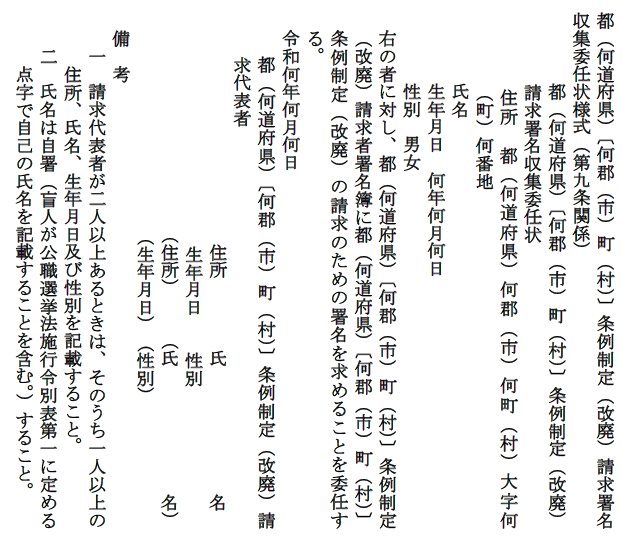 都（何道府県）〔何郡（市）町（村）〕条例制定（改廃）請求署名
収集委任状様式（第九条関係）
都（何道府県）〔何郡（市）町（村）〕条例制定（改廃）
請求署名収集委任状
住所　都（何道府県）何郡（市）何町（村）大字何
（町）何番地
氏名
生年月日　何年何月何日
性別　男女
右の者に対し、都（何道府県）〔何郡（市）町（村）〕条例制定
（改廃）請求者署名簿に都（何道府県）〔何郡（市）町（村）〕
条例制定（改廃）の請求のための署名を求めることを委任す
る。
令和何年何月何日
都（何道府県）〔何郡（市）町（村）〕条例制定（改廃）請
求代表者
住所　　　氏　　　　　　名
生年月日　　性別
（住所）　　（氏　　　　　　名）
（生年月日）　（性別）
備　考
一　請求代表者が二人以上あるときは、そのうち一人以上の
住所、氏名、生年月日及び性別を記載すること。
二　氏名は自署（盲人が公職選挙法施行令別表第一に定める
点字で自己の氏名を記載することを含む。）すること。